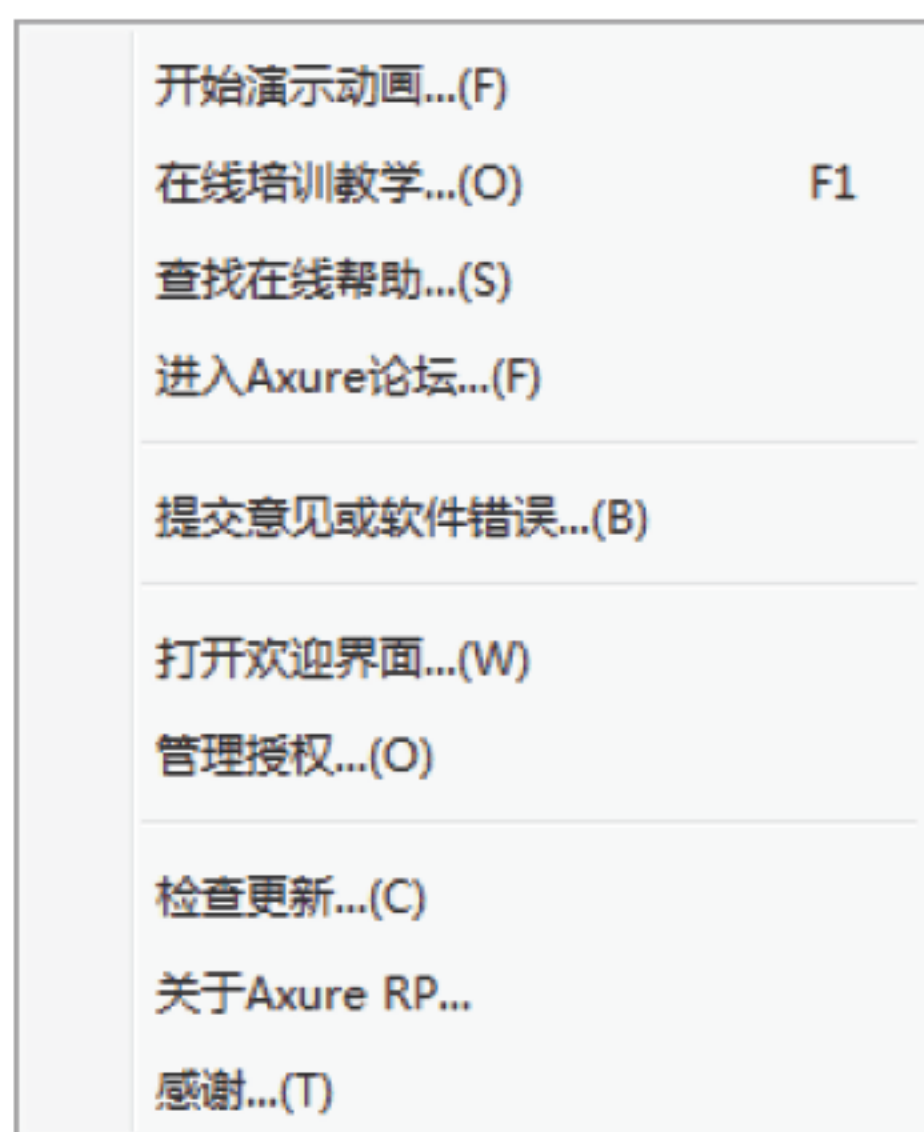 开始演示动画...(F)
在线培训教学...(O) F1
查找在线帮助...(S)
进入Axure论坛...(F)
提交意见或软件错误...(B)
打开欢迎界面...(W)
管理授权...(O)
检查更新...(C)
关于Axure RP...
感谢...(T)